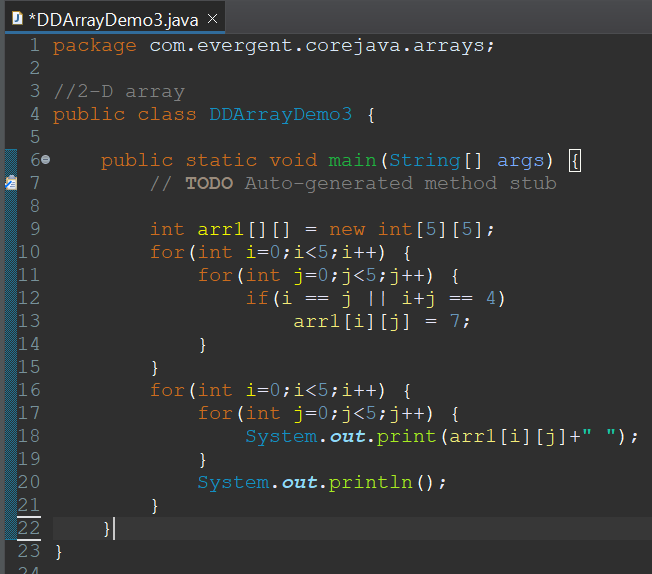 *DDArrayDemo3.java ×
1 package com.evergent.corejava.arrays;
2
3 //2-D array
4 public class DDArrayDemo3 {
5
6 public static void main(String[] args) {
7 // TODO Auto-generated method stub
8
9 int arr1[][] = new int[5][5];
10 for(int i=0;i<5;i++) {
11 for(int j=0;j<5;j++) {
12 if(i == j || i+j == 4)
13 arr1[i][j] = 7;
14 }
15 }
16 for(int i=0;i<5;i++) {
17 for(int j=0;j<5;j++) {
18 System.out.print(arr1[i][j]+" ");
19 }
20 System.out.println();
21 }
22 }
23 }
24